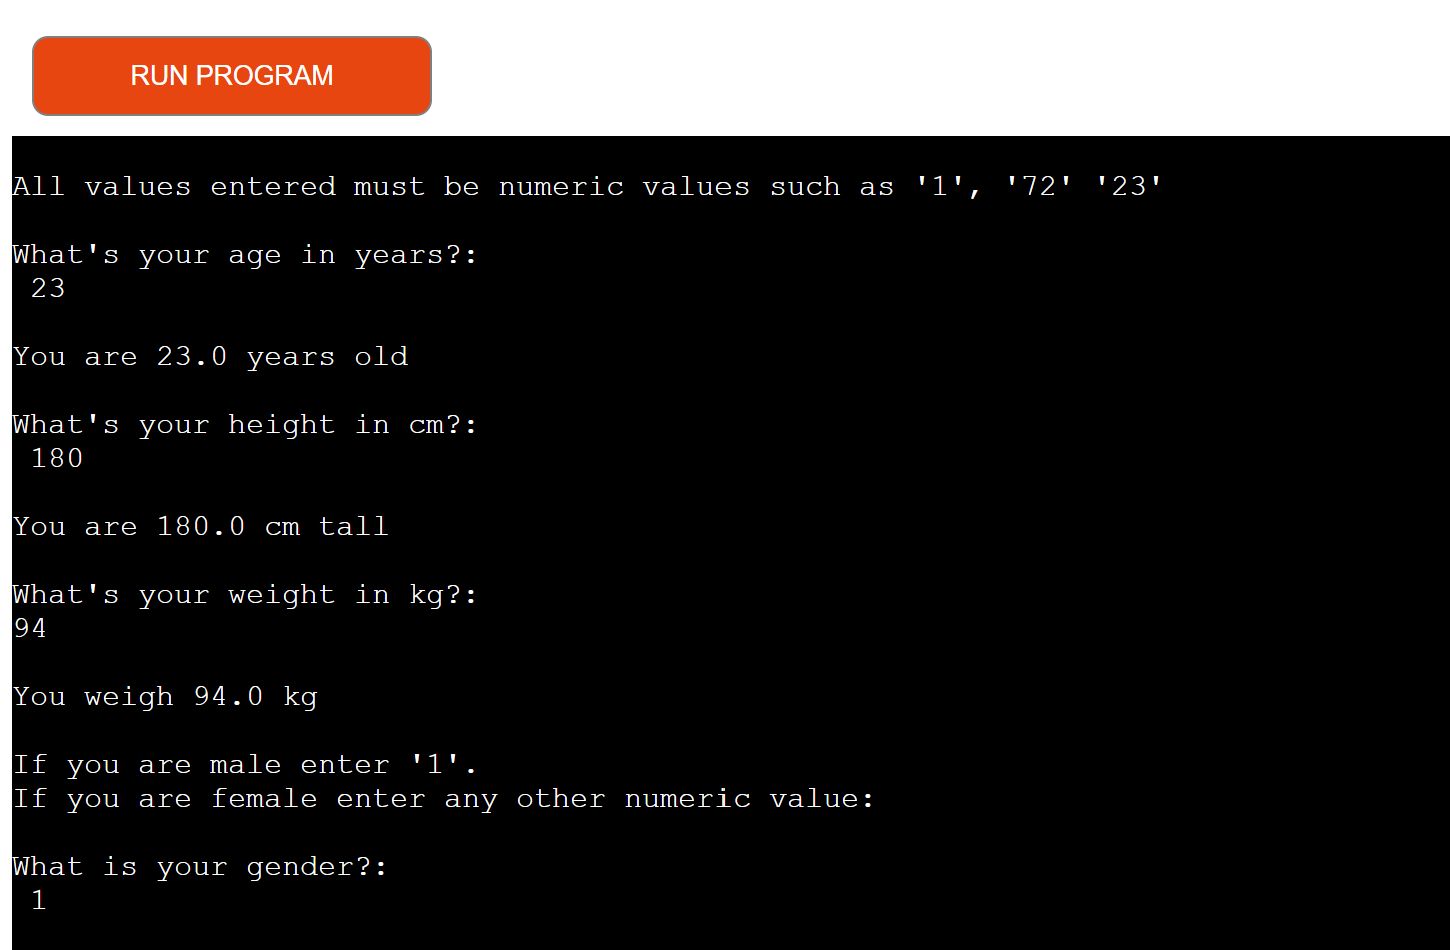 RUN PROGRAM
All values entered must be numeric values such as '1', '72' '23'
What's your age in years?:
23
You are 23.0 years old
What's your height in cm?:
180
You are 180.0 cm tall
What's your weight in kg?:
94
You weigh 94.0 kg
If you are male enter '1'.
If you are female enter any other numeric value:
What is your gender?:
1